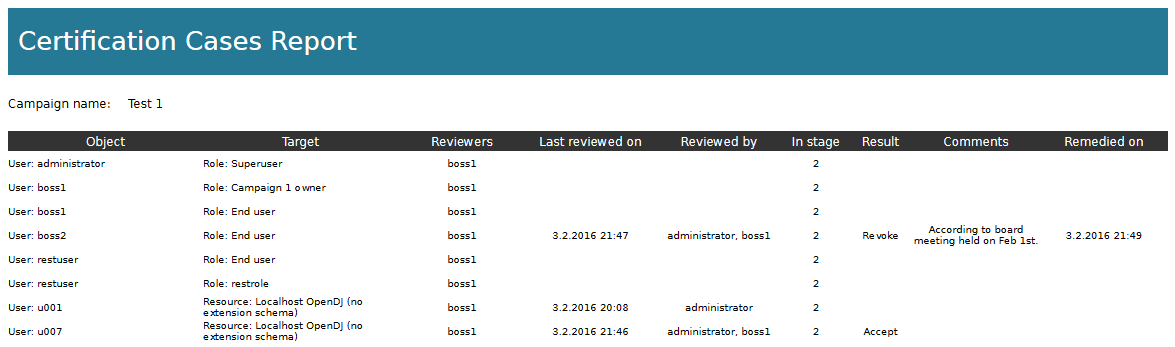 Certification Cases Report
Campaign name: Test 1
Object Target Reviewers Last reviewed on Reviewed by In stage Result Comments Remedied on
User: administrator Role: Superuser boss1 2
User: boss1 Role: Campaign 1 owner boss1 2
User: boss1 Role: End user boss1 2
User: boss2 Role: End user boss1 3.2.2016 21:47 administrator, boss1 2 Revoke According to board 3.2.2016 21:49
meeting held on Feb 1st.
User: restuser Role: End user boss1 2
User: restuser Role: restrole boss1 2
User: u001 Resource: Localhost OpenDJ (no boss1 3.2.2016 20:08 administrator 2
extension schema)
User: u007 Resource: Localhost OpenDJ (no boss1 3.2.2016 21:46 administrator, boss1 2 Accept
extension schema)